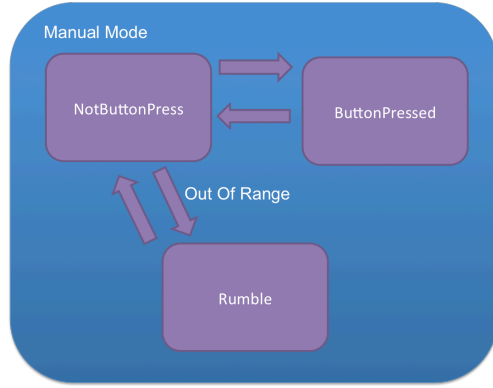 Manual Mode
NotButtonPress
ButtonPressed
Out Of Range
Rumble